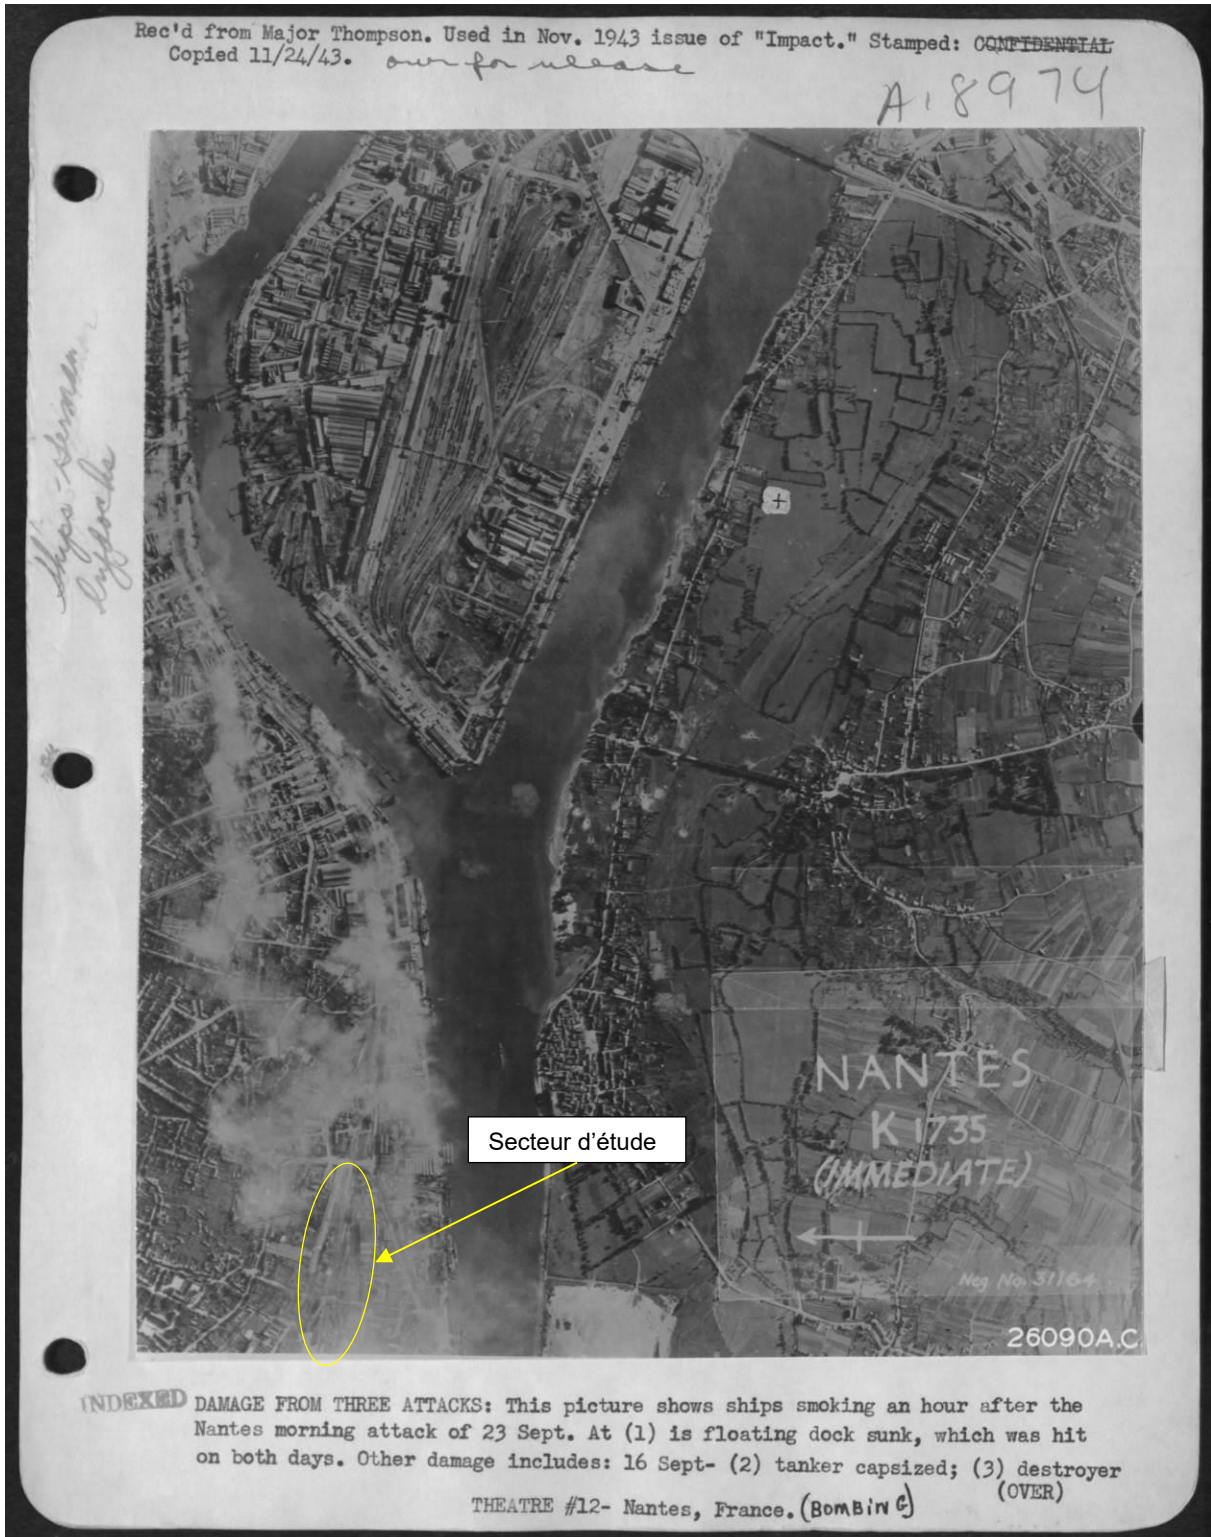 Rec'd from Major Thompson. Used in Nov. 1943 issue of "Impact." Stamped: CONFIDENTIAL
Copied 11/24/43. our for release
A18974
Ships-
NANTES
K 1735
(IMMEDIATE)
Secteur d'étude
Neg No. 31164
26090A.C.
INDEXED DAMAGE FROM THREE ATTACKS: This picture shows ships smoking an hour after the
Nantes morning attack of 23 Sept. At (1) is floating dock sunk, which was hit
on both days. Other damage includes: 16 Sept- (2) tanker capsized; (3) destroyer
(OVER)
THEATRE #12- Nantes, France. (BOMBING)